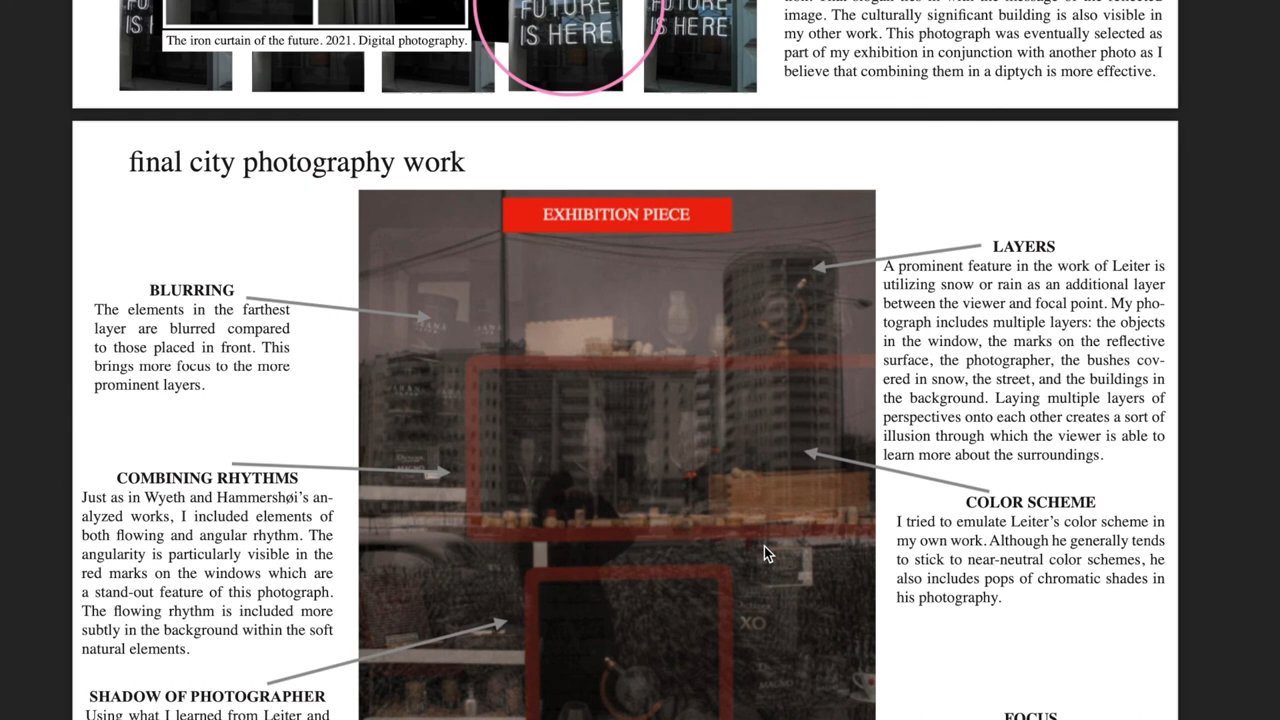 FU
IS H
FUTURE
IS HERE
FUTURE
IS HERE
The iron curtain of the future. 2021. Digital photography.
image. The culturally significant building is also visible in
my other work. This photograph was eventually selected as
part of my exhibition in conjunction with another photo as I
believe that combining them in a diptych is more effective.
final city photography work
EXHIBITION PIECE
BLURRING
The elements in the farthest
layer are blurred compared
to those placed in front. This
brings more focus to the more
prominent layers.
COMBINING RHYTHMS
Just as in Wyeth and Hammershøi's an-
alyzed works, I included elements of
both flowing and angular rhythm. The
angularity is particularly visible in the
red marks on the windows which are
a stand-out feature of this photograph.
The flowing rhythm is included more
subtly in the background within the soft
natural elements.
SHADOW OF PHOTOGRAPHER
Using what I learned from Leiter and
XO
LAYERS
A prominent feature in the work of Leiter is
utilizing snow or rain as an additional layer
between the viewer and focal point. My pho-
tograph includes multiple layers: the objects
in the window, the marks on the reflective
surface, the photographer, the bushes cov-
ered in snow, the street, and the buildings in
the background. Laying multiple layers of
perspectives onto each other creates a sort of
illusion through which the viewer is able to
learn more about the surroundings.
COLOR SCHEME
I tried to emulate Leiter's color scheme in
my own work. Although he generally tends
to stick to near-neutral color schemes, he
also includes pops of chromatic shades in
his photography.
FOCUS